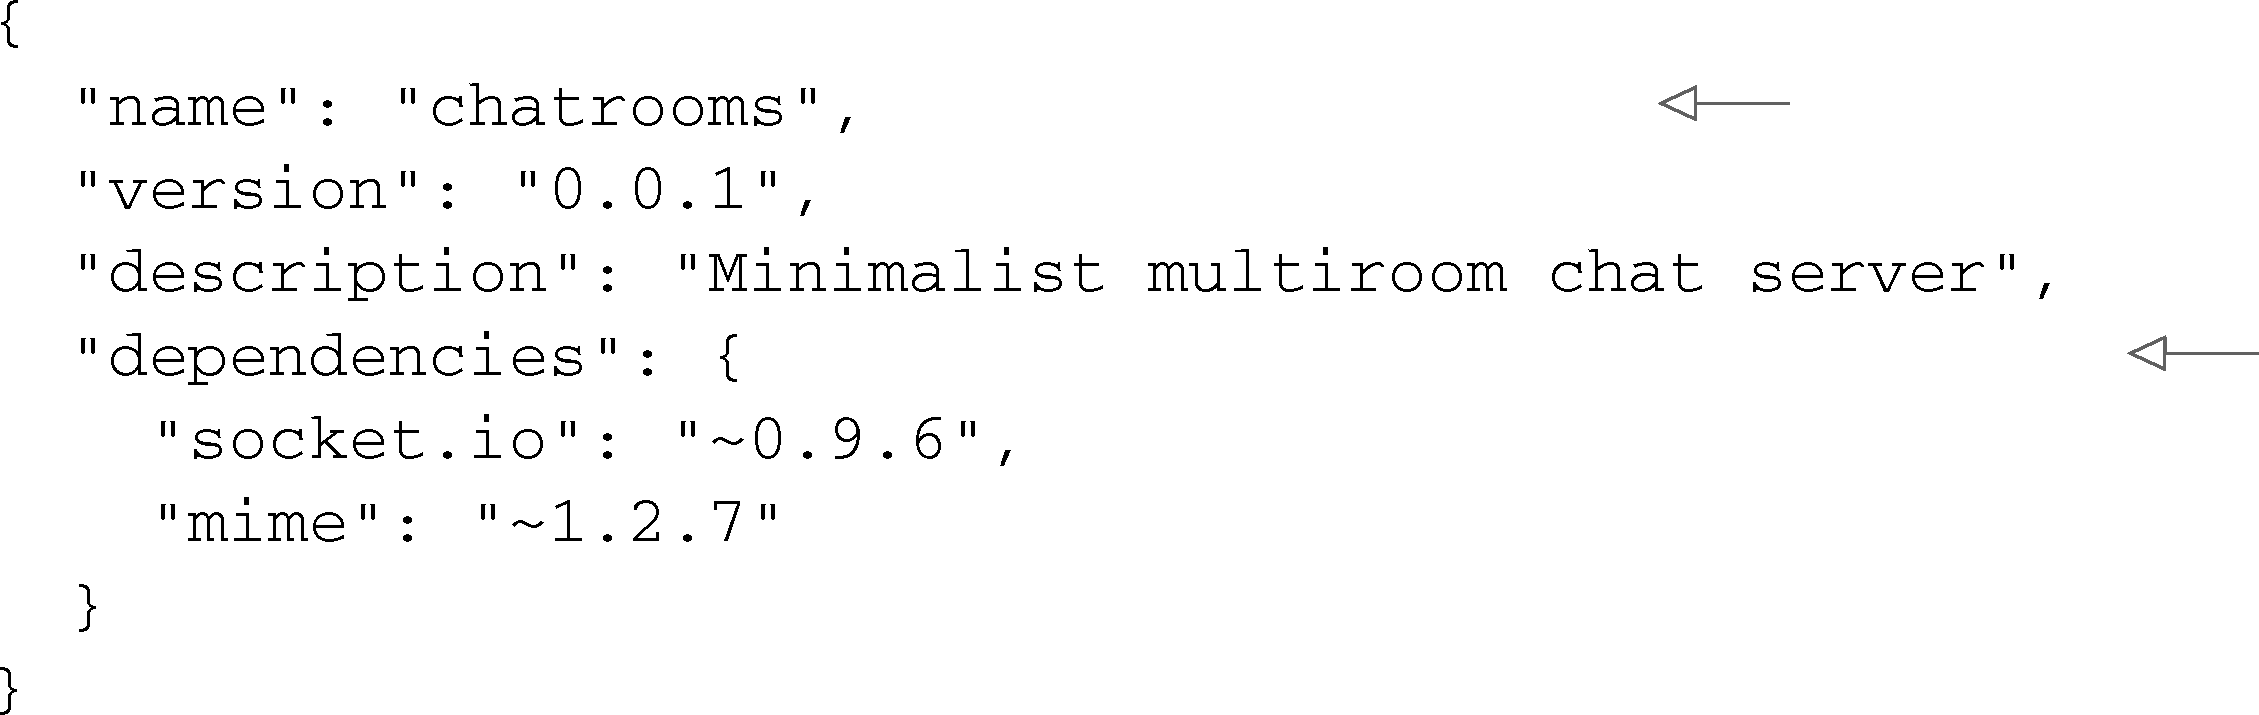 {
"name": "chatrooms",
"version": "0.0.1",
"description": "Minimalist multiroom chat server",
"dependencies": {
"socket.io": "~0.9.6",
"mime": "~1.2.7"
}
}